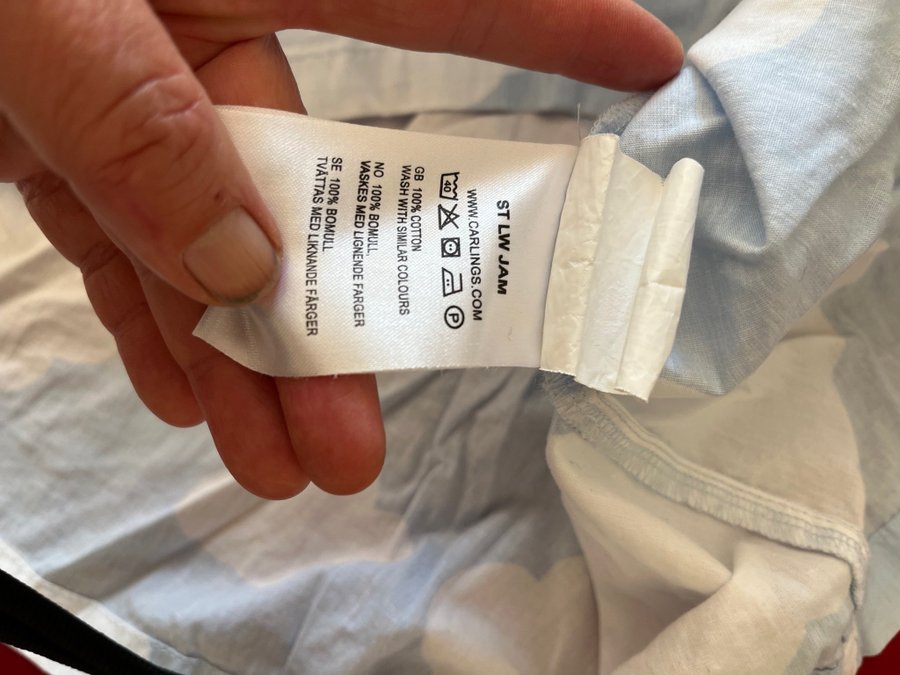 ST LW JAM
WWW.CARLINGS.COM
40 P
GB 100% COTTON
WASH WITH SIMILAR COLOURS
NO 100% BOMULL,
VASKES MED LIGNENDE FARGER
SE 100% BOMULL
TVÄTTAS MED LIKNANDE FÄRGER